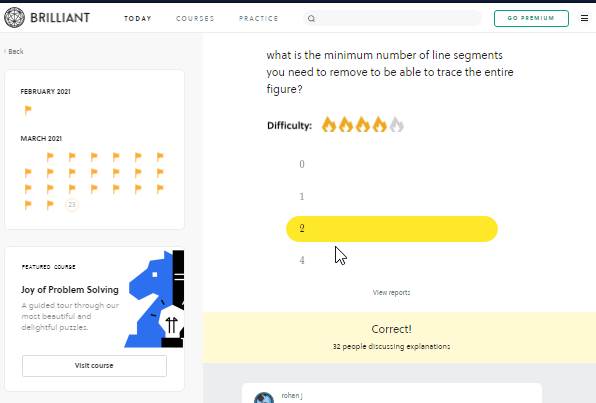 BRILLIANT
TODAY
COURSES
PRACTICE
GO PREMIUM
‹ Back
FEBRUARY 2021
MARCH 2021
23
FEATURED COURSE
Joy of Problem Solving
A guided tour through our
most beautiful and
delightful puzzles.
Visit course
what is the minimum number of line segments
you need to remove to be able to trace the entire
figure?
Difficulty:
0
1
2
4
View reports
Correct!
32 people discussing explanations
rohan j